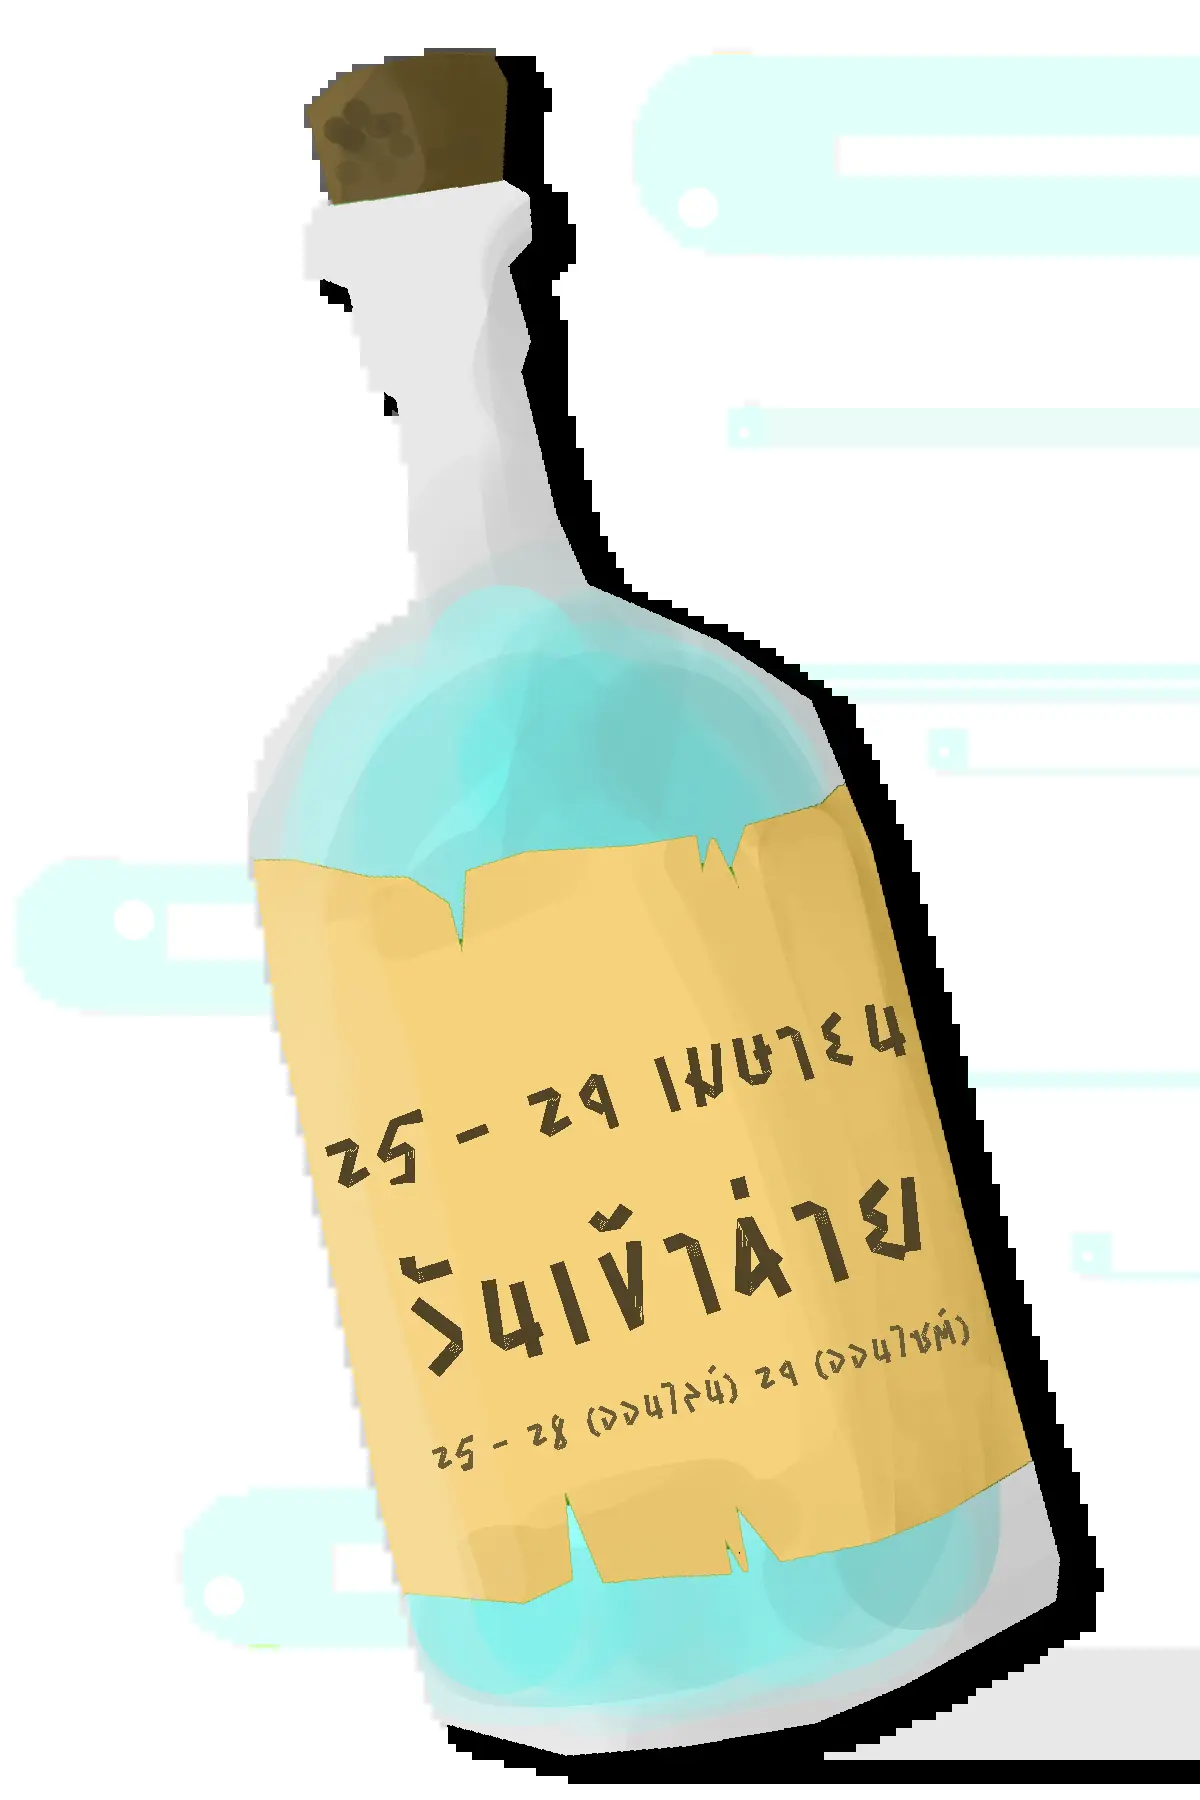 25 - 29 เมษายน
วันเข้าค่าย
25 - 28 (ออนไลน์) 29 (ออนไซต์)